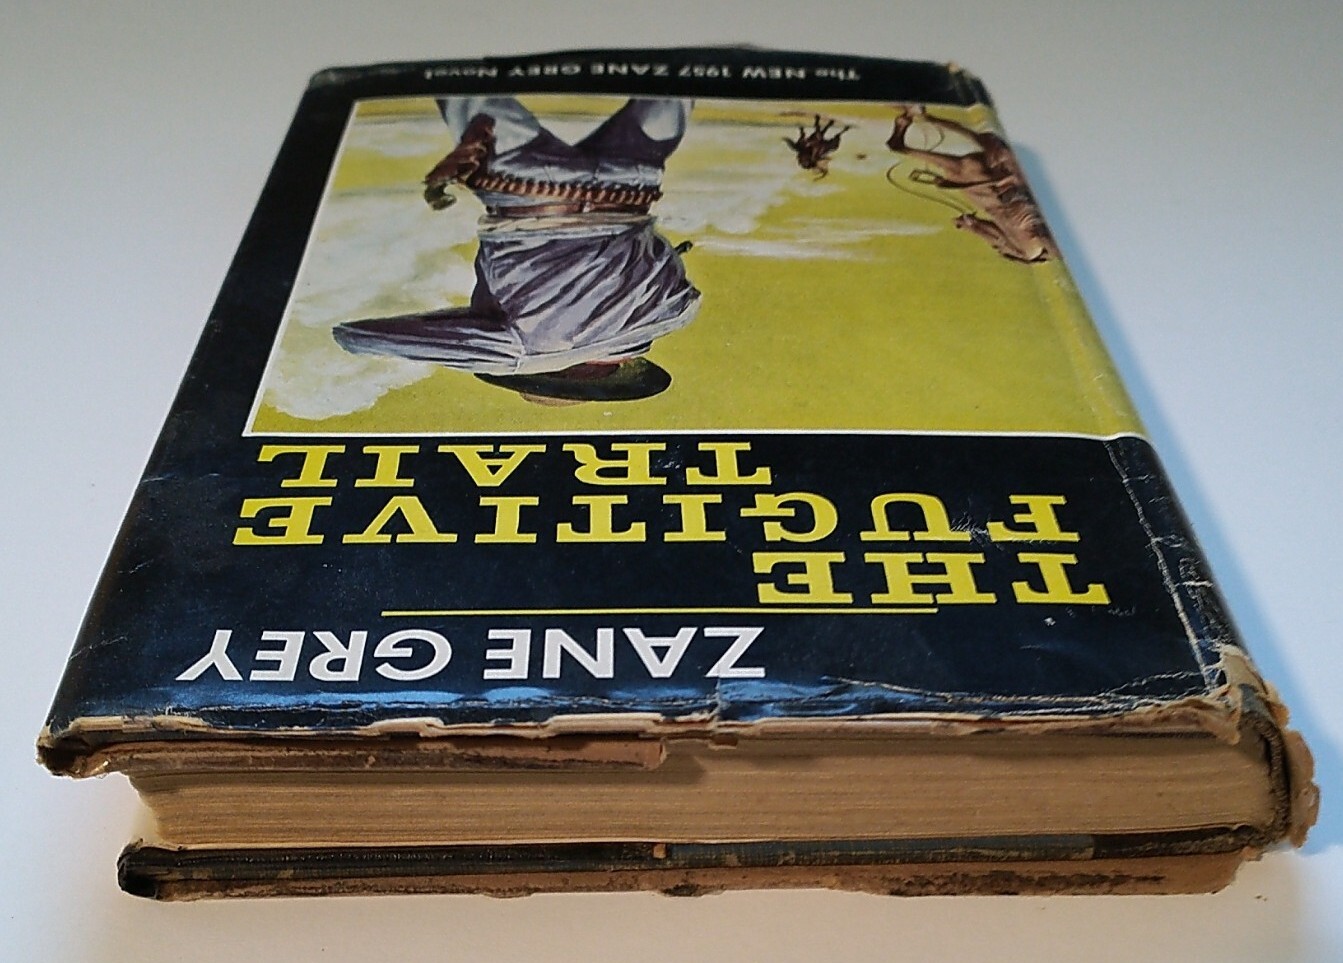 ZANE GREY
THE
FUGITIVE
TRAIL
The NEW 1957 ZANE GREY Novel